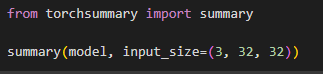 from torchsummary import summary
summary(model, input_size=(3, 32, 32))